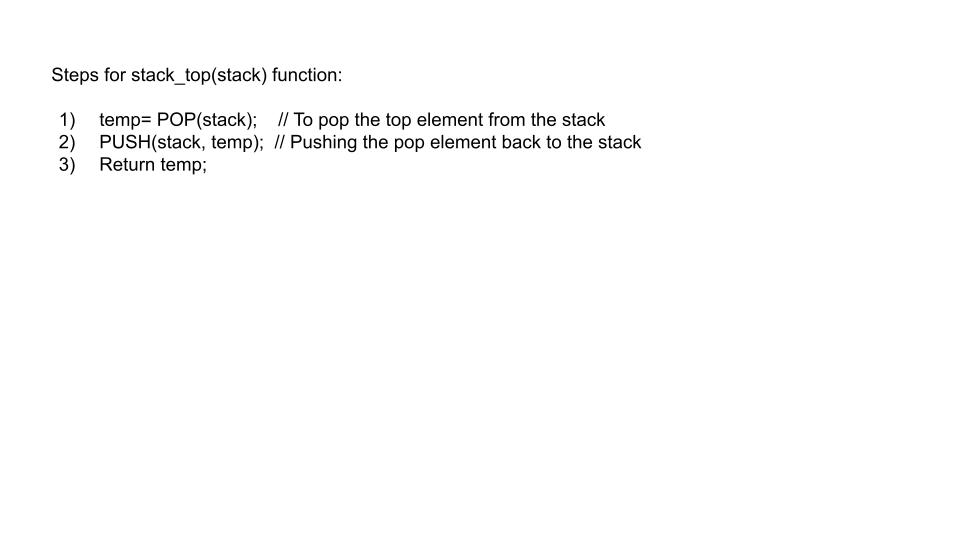 Steps for stack_top(stack) function:
1) temp= POP(stack); // To pop the top element from the stack
2) PUSH(stack, temp); // Pushing the pop element back to the stack
3) Return temp;